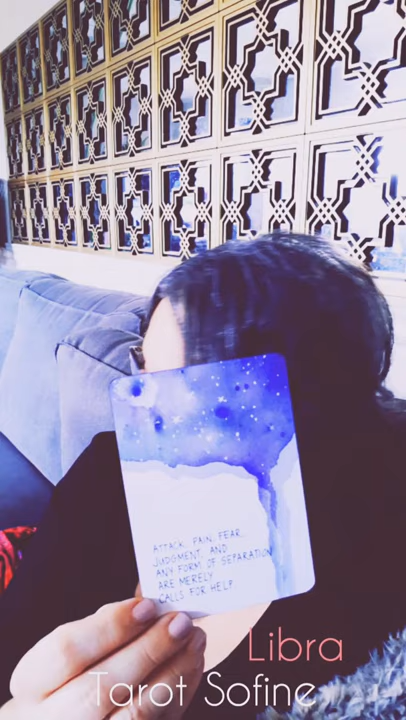 ATTACK, PAIN, FEAR,
JUDGMENT, AND
ANY FORM OF SEPARATION
ARE MERELY
CALLS FOR HELP
Libra
Tarot Sofine